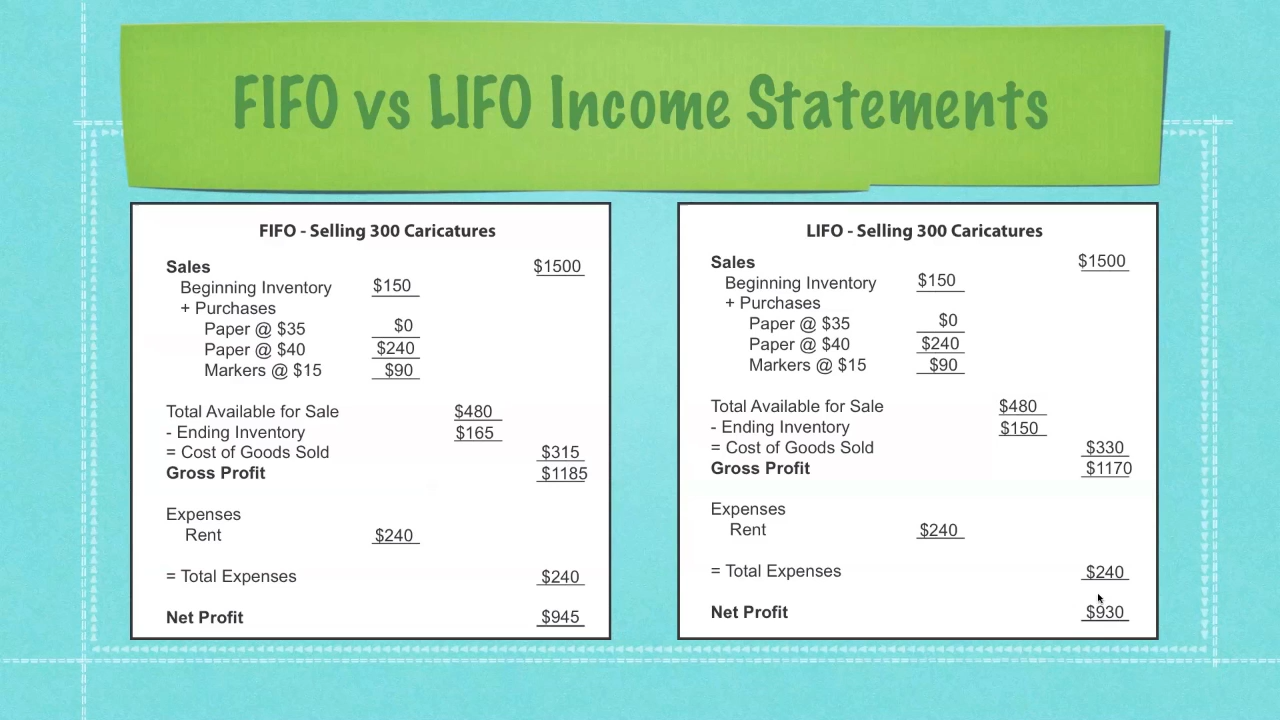 FIFO vs LIFO Income Statements
FIFO - Selling 300 Caricatures
Sales $1500
Beginning Inventory $150
+ Purchases
Paper @ $35 $0
Paper @ $40 $240
Markers @ $15 $90
Total Available for Sale $480
- Ending Inventory $165
= Cost of Goods Sold $315
Gross Profit $1185
Expenses
Rent $240
= Total Expenses $240
Net Profit $945
LIFO - Selling 300 Caricatures
Sales $1500
Beginning Inventory $150
+ Purchases
Paper @ $35 $0
Paper @ $40 $240
Markers @ $15 $90
Total Available for Sale $480
- Ending Inventory $150
= Cost of Goods Sold $330
Gross Profit $1170
Expenses
Rent $240
= Total Expenses $240
Net Profit $930